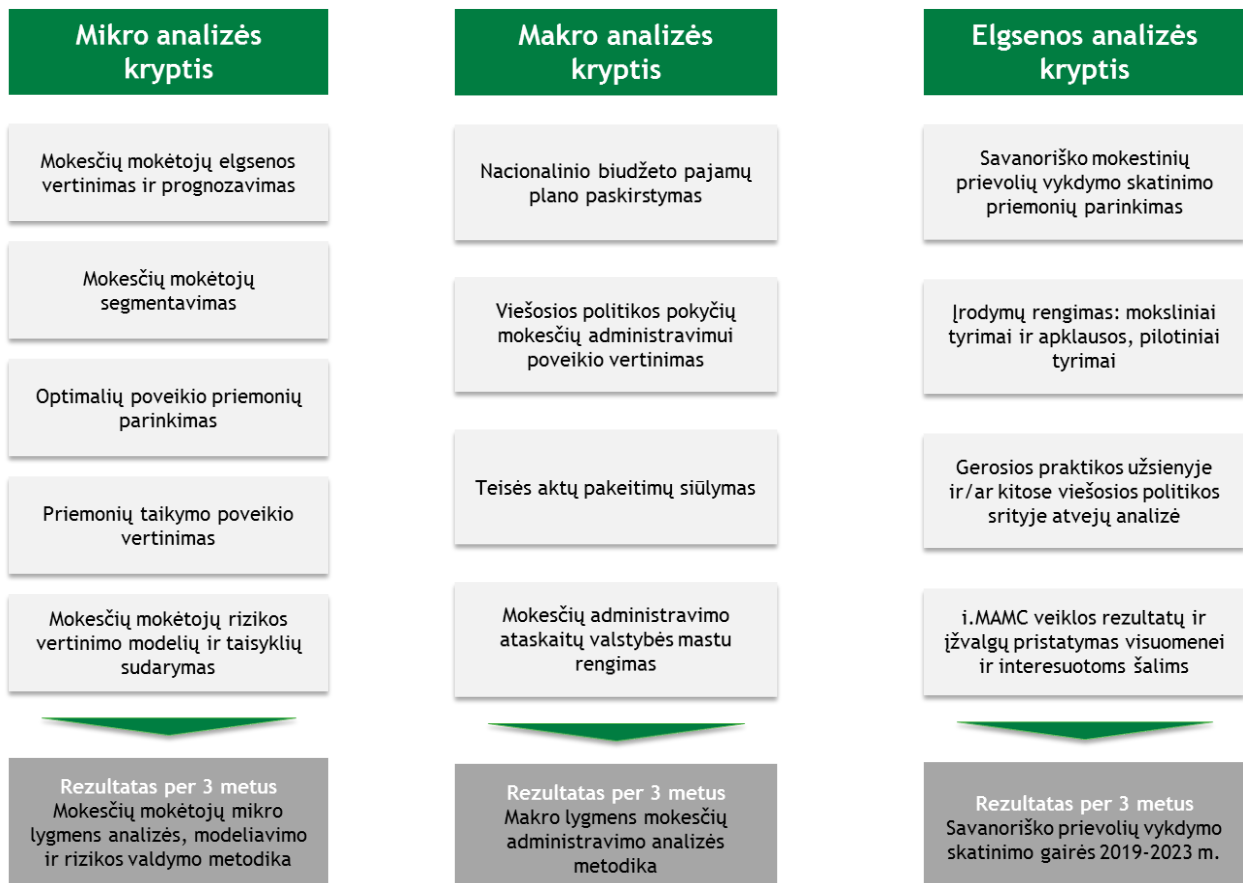 Mikro analizės
kryptis
Mokesčių mokėtojų elgsenos
vertinimas ir prognozavimas
Mokesčių mokėtojų
segmentavimas
Optimalių poveikio priemonių
parinkimas
Priemonių taikymo poveikio
vertinimas
Mokesčių mokėtojų rizikos
vertinimo modelių ir taisyklių
sudarymas
Rezultatas per 3 metus
Mokesčių mokėtojų mikro
lygmens analizės, modeliavimo
ir rizikos valdymo metodika
Makro analizės
kryptis
Nacionalinio biudžeto pajamų
plano paskirstymas
Viešosios politikos pokyčių
mokesčių administravimui
poveikio vertinimas
Teisės aktų pakeitimų siūlymas
Mokesčių administravimo
ataskaitų valstybės mastu
rengimas
Rezultatas per 3 metus
Makro lygmens mokesčių
administravimo analizės
metodika
Elgsenos analizės
kryptis
Savanoriško mokestinių
prievolių vykdymo skatinimo
priemonių parinkimas
Įrodymų rengimas: moksliniai
tyrimai ir apklausos, pilotiniai
tyrimai
Gerosios praktikos užsienyje
ir/ar kitose viešosios politikos
srityje atvejų analizė
i.MAMC veiklos rezultatų ir
įžvalgų pristatymas visuomenei
ir interesuotoms šalims
Rezultatas per 3 metus
Savanoriško prievolių vykdymo
skatinimo gairės 2019-2023 m.